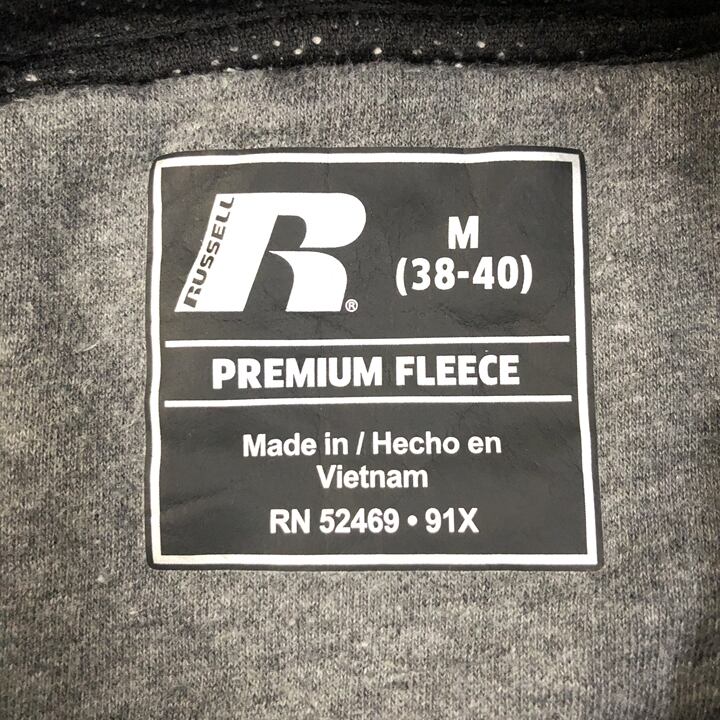 RUSSELL
R®
M
(38-40)
PREMIUM FLEECE
Made in / Hecho en
Vietnam
RN 52469 • 91X